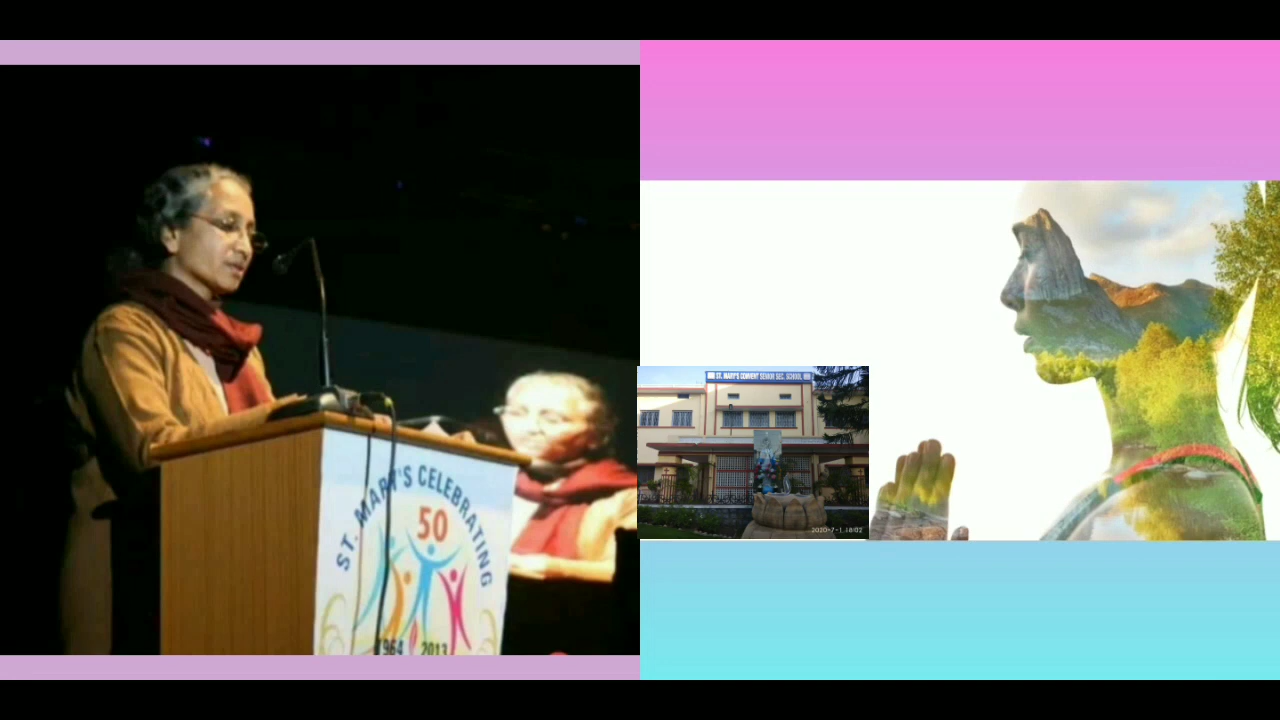 ST. MARY'S CELEBRATING
50
1964 2013
ST. MARY'S CONVENT SENIOR SEC. SCHOOL
2020-7-1 18:02